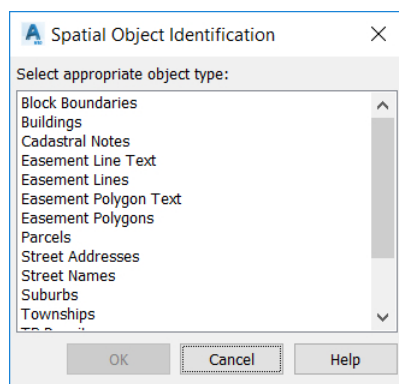 Spatial Object Identification
Select appropriate object type:
Block Boundaries
Buildings
Cadastral Notes
Easement Line Text
Easement Lines
Easement Polygon Text
Easement Polygons
Parcels
Street Addresses
Street Names
Suburbs
Townships
OK Cancel Help